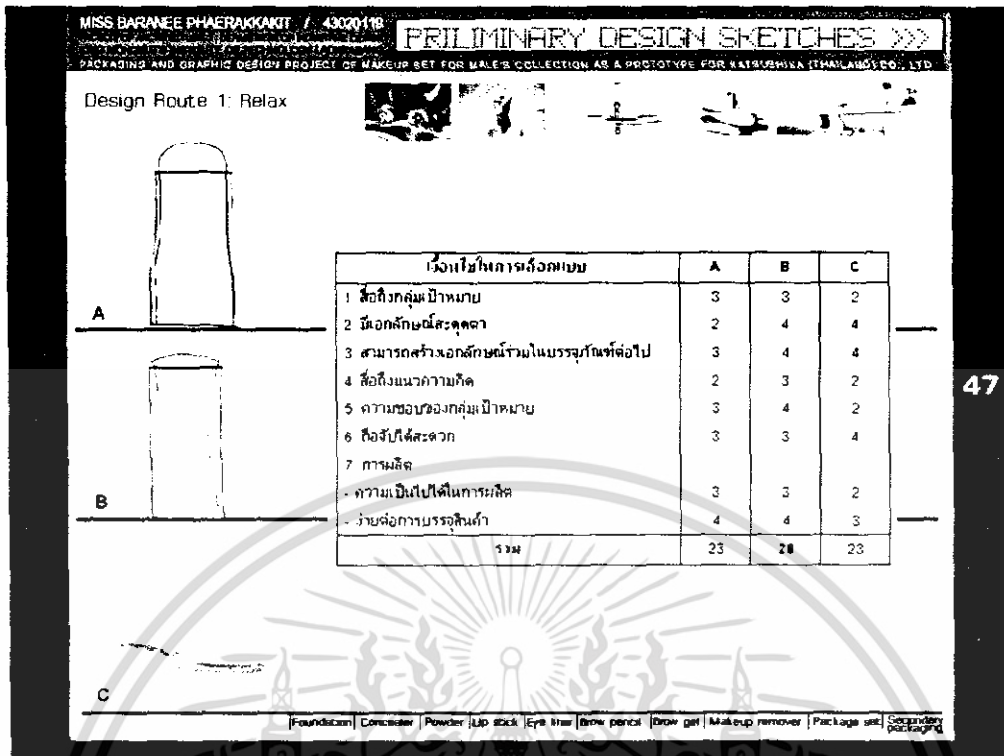 MISS BARANEE PHAERAKKAKIT / 43020119
PRILIMINARY DESIGN SKETCHES >>>
PACKAGING AND GRAPHIC DESIGN PROJECT OF MAKEUP SET FOR MALE'S COLLECTION AS A PROTOTYPE FOR KATSUSHIKA (THAILAND) CO., LTD
Design Route 1: Relax
A
B
C
เงื่อนไขในการเลือกแบบ A B C
1 สื่อถึงกลุ่มเป้าหมาย 3 3 2
2 มีเอกลักษณ์สะดุดตา 2 4 4
3 สามารถสร้างเอกลักษณ์ร่วมในบรรจุภัณฑ์ต่อไป 3 4 4
4 สื่อถึงแนวความคิด 2 3 2
5 ความชอบของกลุ่มเป้าหมาย 3 4 2
6 ถือจับได้สะดวก 3 3 4
7 การผลิต
- ความเป็นไปได้ในการผลิต 3 3 2
- ง่ายต่อการบรรจุสินค้า 4 4 3
รวม 23 28 23
47
Foundation | Concealer | Powder | Lip stick | Eye liner | Brow pencil | Brow gel | Makeup remover | Package set | Secondary packaging